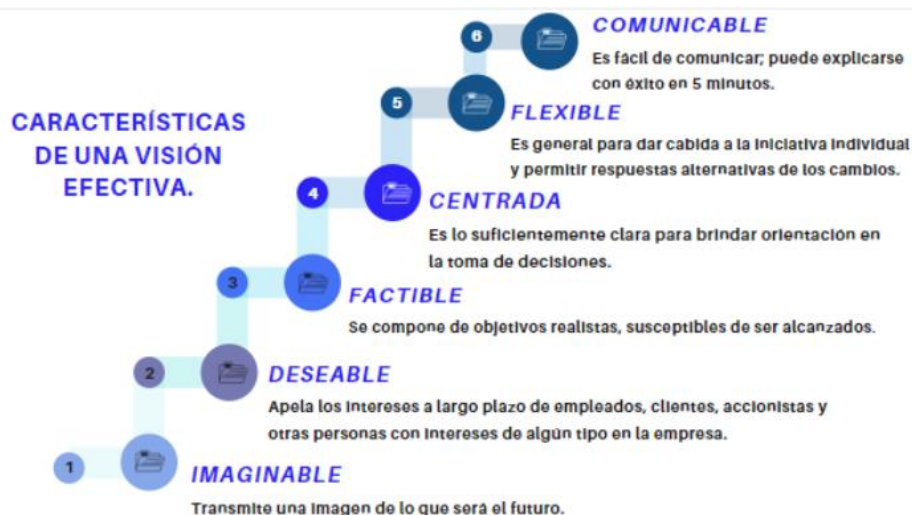 CARACTERÍSTICAS
DE UNA VISIÓN
EFECTIVA.
6
COMUNICABLE
Es fácil de comunicar; puede explicarse
con éxito en 5 minutos.
5
FLEXIBLE
Es general para dar cabida a la iniciativa individual
y permitir respuestas alternativas de los cambios.
4
CENTRADA
Es lo suficientemente clara para brindar orientación en
la toma de decisiones.
3
FACTIBLE
Se compone de objetivos realistas, susceptibles de ser alcanzados.
2
DESEABLE
Apela los intereses a largo plazo de empleados, clientes, accionistas y
otras personas con intereses de algún tipo en la empresa.
1
IMAGINABLE
Transmite una imagen de lo que será el futuro.